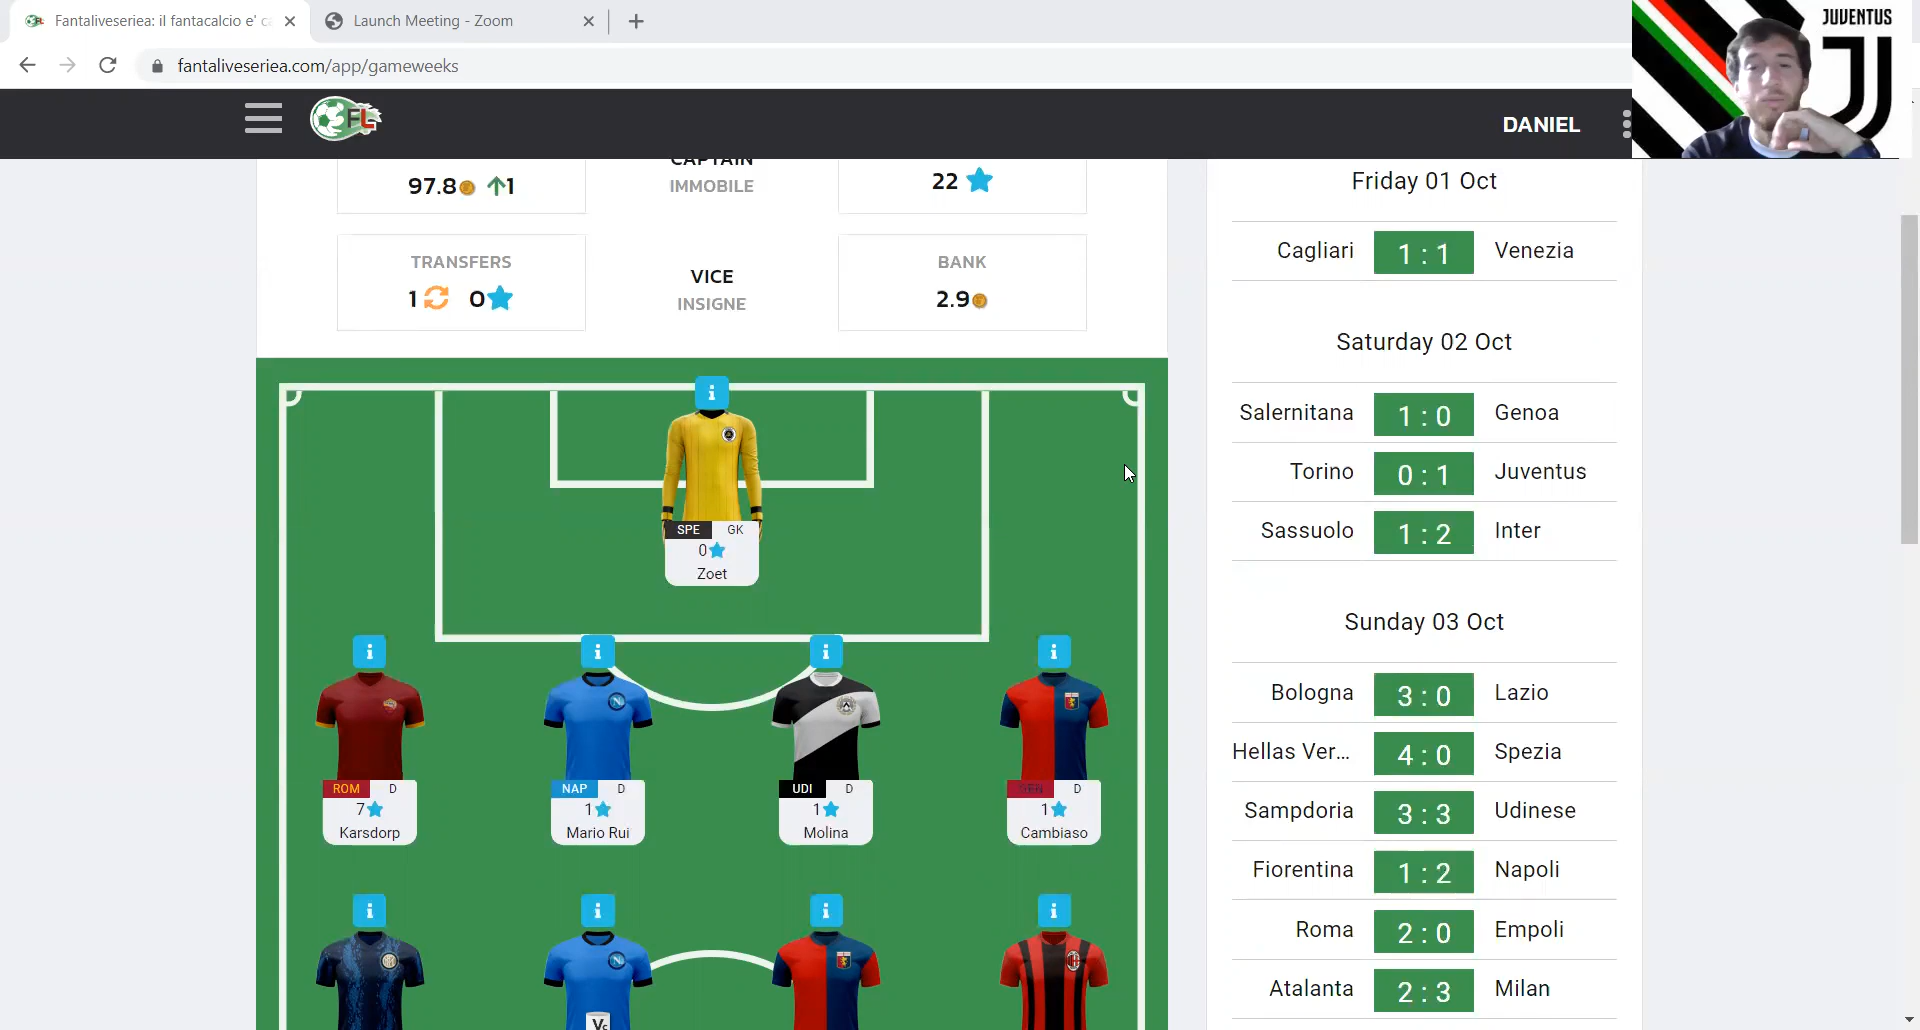 Fantaliveseriea: il fantacalcio e' c
Launch Meeting - Zoom
fantaliveseriea.com/app/gameweeks
FL
DANIEL
JUVENTUS
97.8 1
CAPTAIN
IMMOBILE
22
TRANSFERS
1 0
VICE
INSIGNE
BANK
2.9
SPE GK
0
Zoet
ROM D
7
Karsdorp
NAP D
1
Mario Rui
UDI D
1
Molina
GEN D
1
Cambiaso
Vc
Friday 01 Oct
Cagliari 1 : 1 Venezia
Saturday 02 Oct
Salernitana 1 : 0 Genoa
Torino 0 : 1 Juventus
Sassuolo 1 : 2 Inter
Sunday 03 Oct
Bologna 3 : 0 Lazio
Hellas Ver... 4 : 0 Spezia
Sampdoria 3 : 3 Udinese
Fiorentina 1 : 2 Napoli
Roma 2 : 0 Empoli
Atalanta 2 : 3 Milan